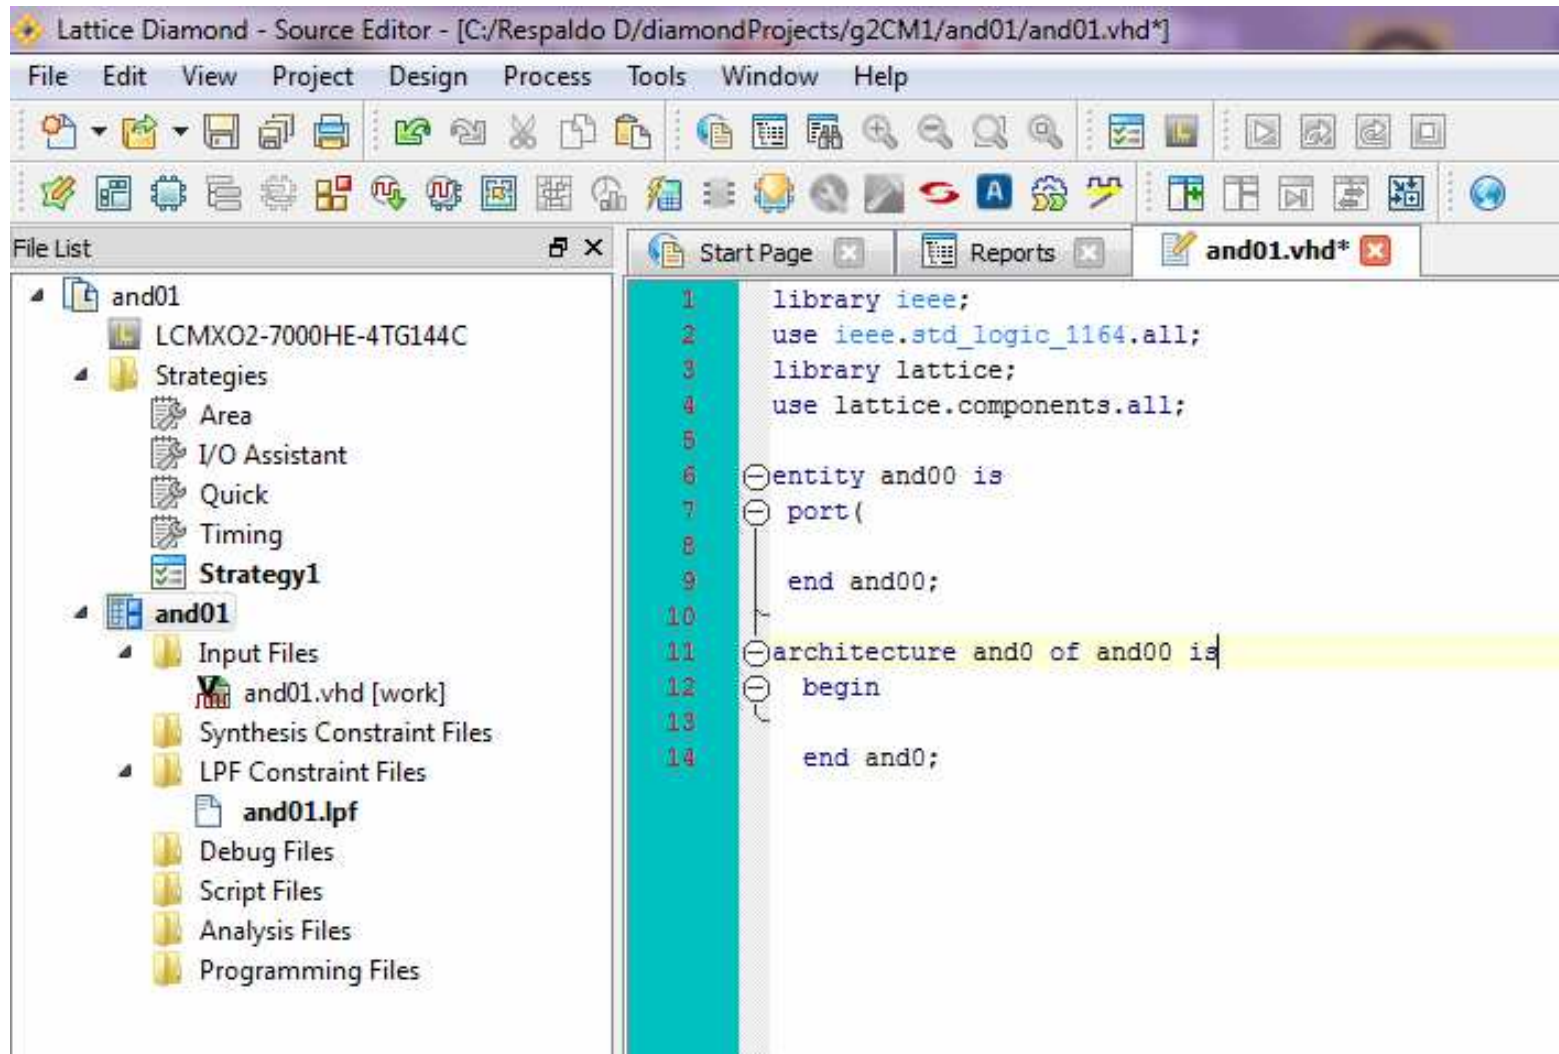 Lattice Diamond - Source Editor - [C:/Respaldo D/diamondProjects/g2CM1/and01/and01.vhd*]
File Edit View Project Design Process Tools Window Help
File List
Start Page Reports and01.vhd*
and01
LCMXO2-7000HE-4TG144C
Strategies
Area
I/O Assistant
Quick
Timing
Strategy1
and01
Input Files
and01.vhd [work]
Synthesis Constraint Files
LPF Constraint Files
and01.lpf
Debug Files
Script Files
Analysis Files
Programming Files
1 library ieee;
2 use ieee.std_logic_1164.all;
3 library lattice;
4 use lattice.components.all;
5
6 entity and00 is
7 port(
8
9 end and00;
10
11 architecture and0 of and00 is
12 begin
13
14 end and0;